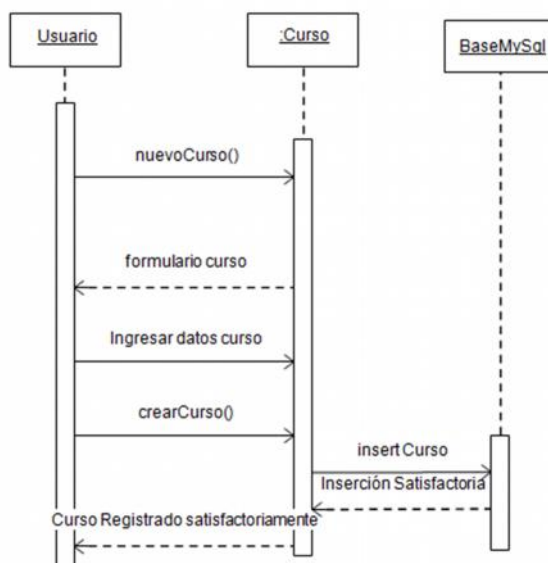 Usuario
:Curso
BaseMySql
nuevoCurso()
formulario curso
Ingresar datos curso
crearCurso()
insert Curso
Inserción Satisfactoria
Curso Registrado satisfactoriamente